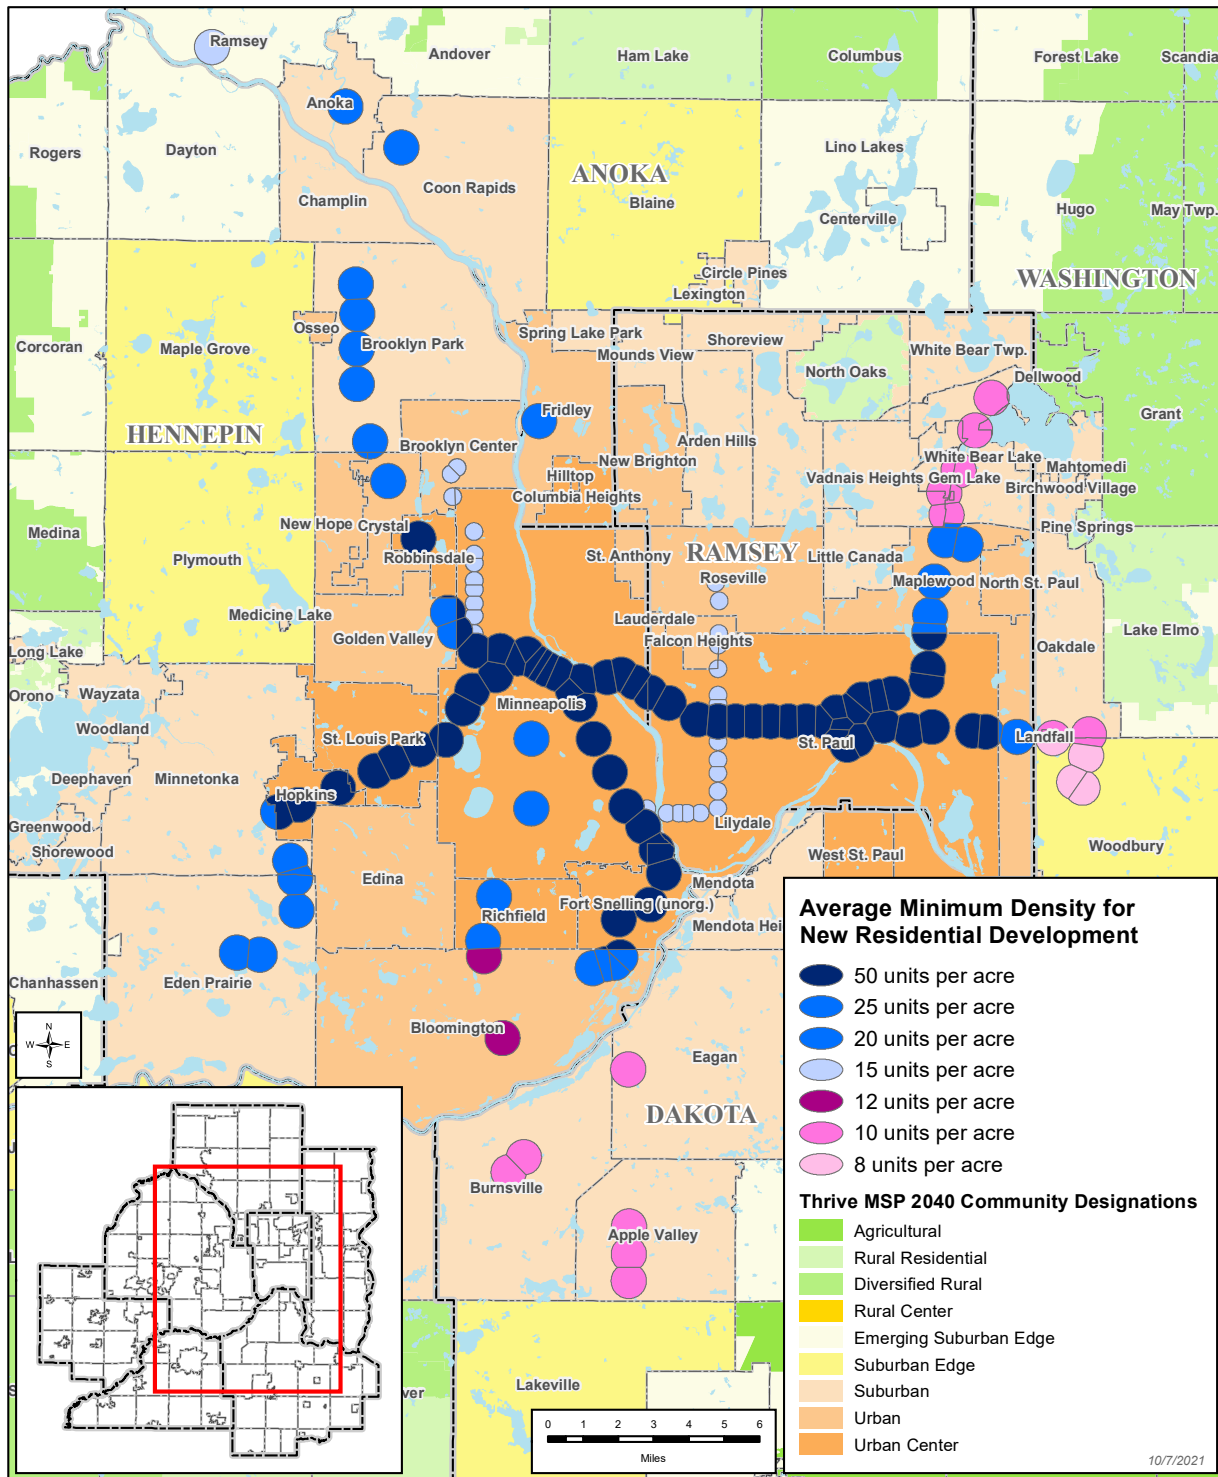 Ramsey
Andover
Ham Lake
Columbus
Forest Lake
Scandia
Anoka
Rogers
Dayton
Lino Lakes
ANOKA
Coon Rapids
Champlin
Blaine
Centerville
Hugo
May Twp.
Circle Pines
WASHINGTON
Lexington
Osseo
Spring Lake Park
Brooklyn Park
Corcoran
Maple Grove
Mounds View
Shoreview
White Bear Twp.
North Oaks
Dellwood
Fridley
Grant
HENNEPIN
Brooklyn Center
Arden Hills
New Brighton
White Bear Lake
Hilltop
Vadnais Heights
Gem Lake
Mahtomedi
Columbia Heights
Birchwood Village
New Hope
Crystal
Pine Springs
Medina
Plymouth
Robbinsdale
St. Anthony
RAMSEY
Little Canada
Roseville
Maplewood
North St. Paul
Medicine Lake
Lauderdale
Golden Valley
Falcon Heights
Lake Elmo
Long Lake
Oakdale
Orono
Wayzata
Minneapolis
Woodland
St. Louis Park
St. Paul
Landfall
Deephaven
Minnetonka
Hopkins
Greenwood
Lilydale
Shorewood
West St. Paul
Woodbury
Edina
Mendota
Richfield
Fort Snelling (unorg.)
Mendota Hei
Chanhassen
Eden Prairie
Bloomington
Eagan
DAKOTA
Burnsville
Apple Valley
Lakeville
ver
N
W
E
S
Average Minimum Density for
New Residential Development
50 units per acre
25 units per acre
20 units per acre
15 units per acre
12 units per acre
10 units per acre
8 units per acre
Thrive MSP 2040 Community Designations
Agricultural
Rural Residential
Diversified Rural
Rural Center
Emerging Suburban Edge
Suburban Edge
Suburban
Urban
Urban Center
0 1 2 3 4 5 6
Miles
10/7/2021